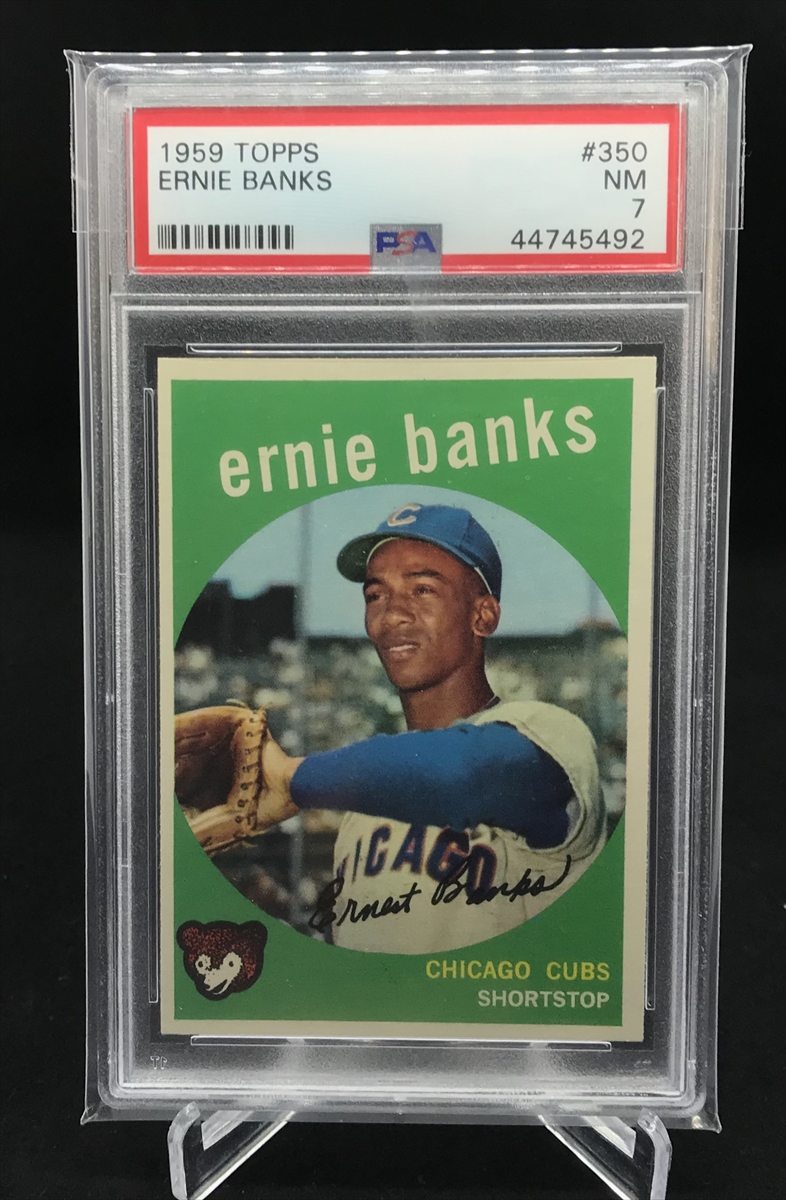 1959 TOPPS #350
ERNIE BANKS NM
7
PSA 44745492
ernie banks
C
CHICAGO
Ernest Banks
CHICAGO CUBS
SHORTSTOP